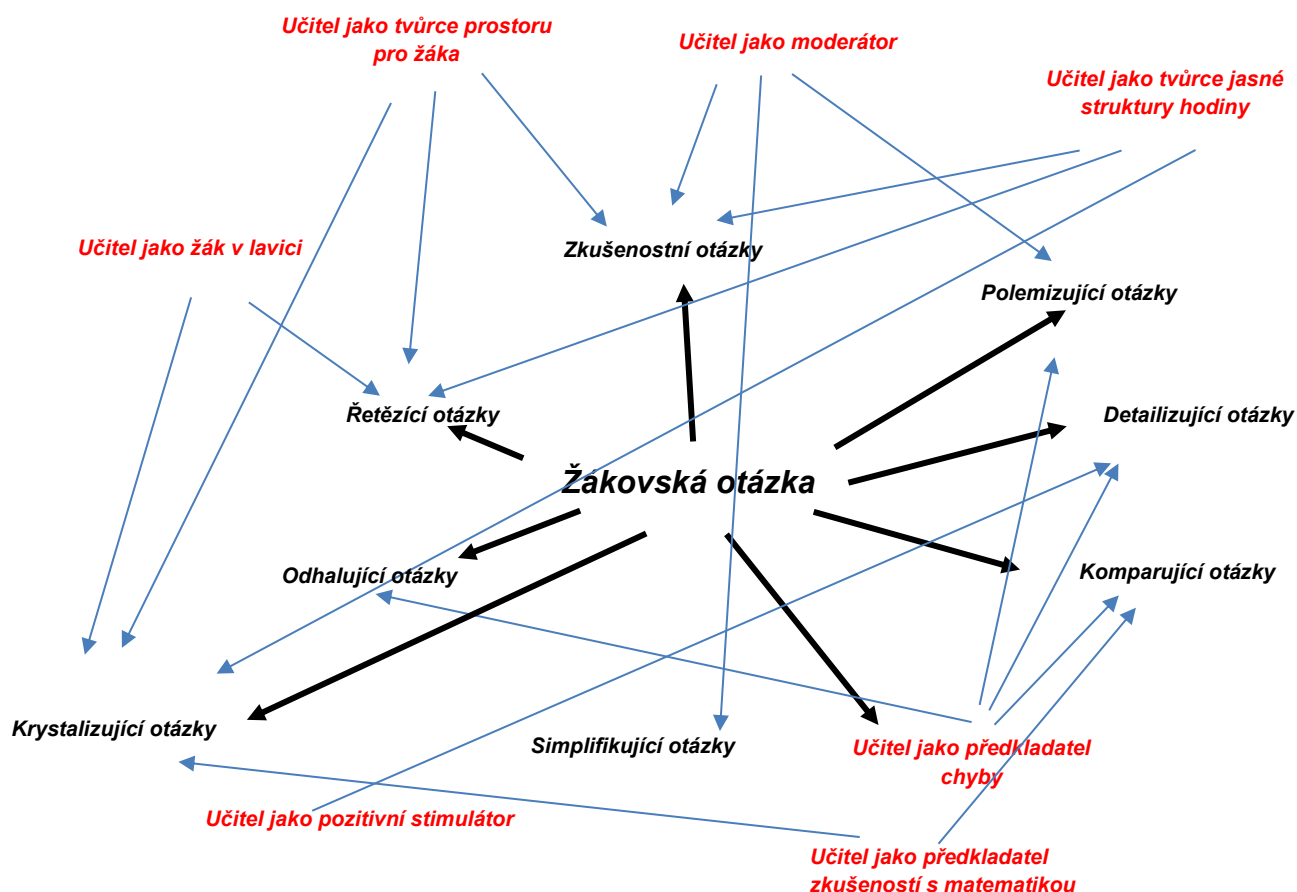 Učitel jako tvůrce prostoru
pro žáka
Učitel jako moderátor
Učitel jako tvůrce jasné
struktury hodiny
Učitel jako žák v lavici
Zkušenostní otázky
Polemizující otázky
Řetězící otázky
Detailizující otázky
Žákovská otázka
Odhalující otázky
Komparující otázky
Krystalizující otázky
Simplifikující otázky
Učitel jako předkladatel
chyby
Učitel jako pozitivní stimulátor
Učitel jako předkladatel
zkušeností s matematikou